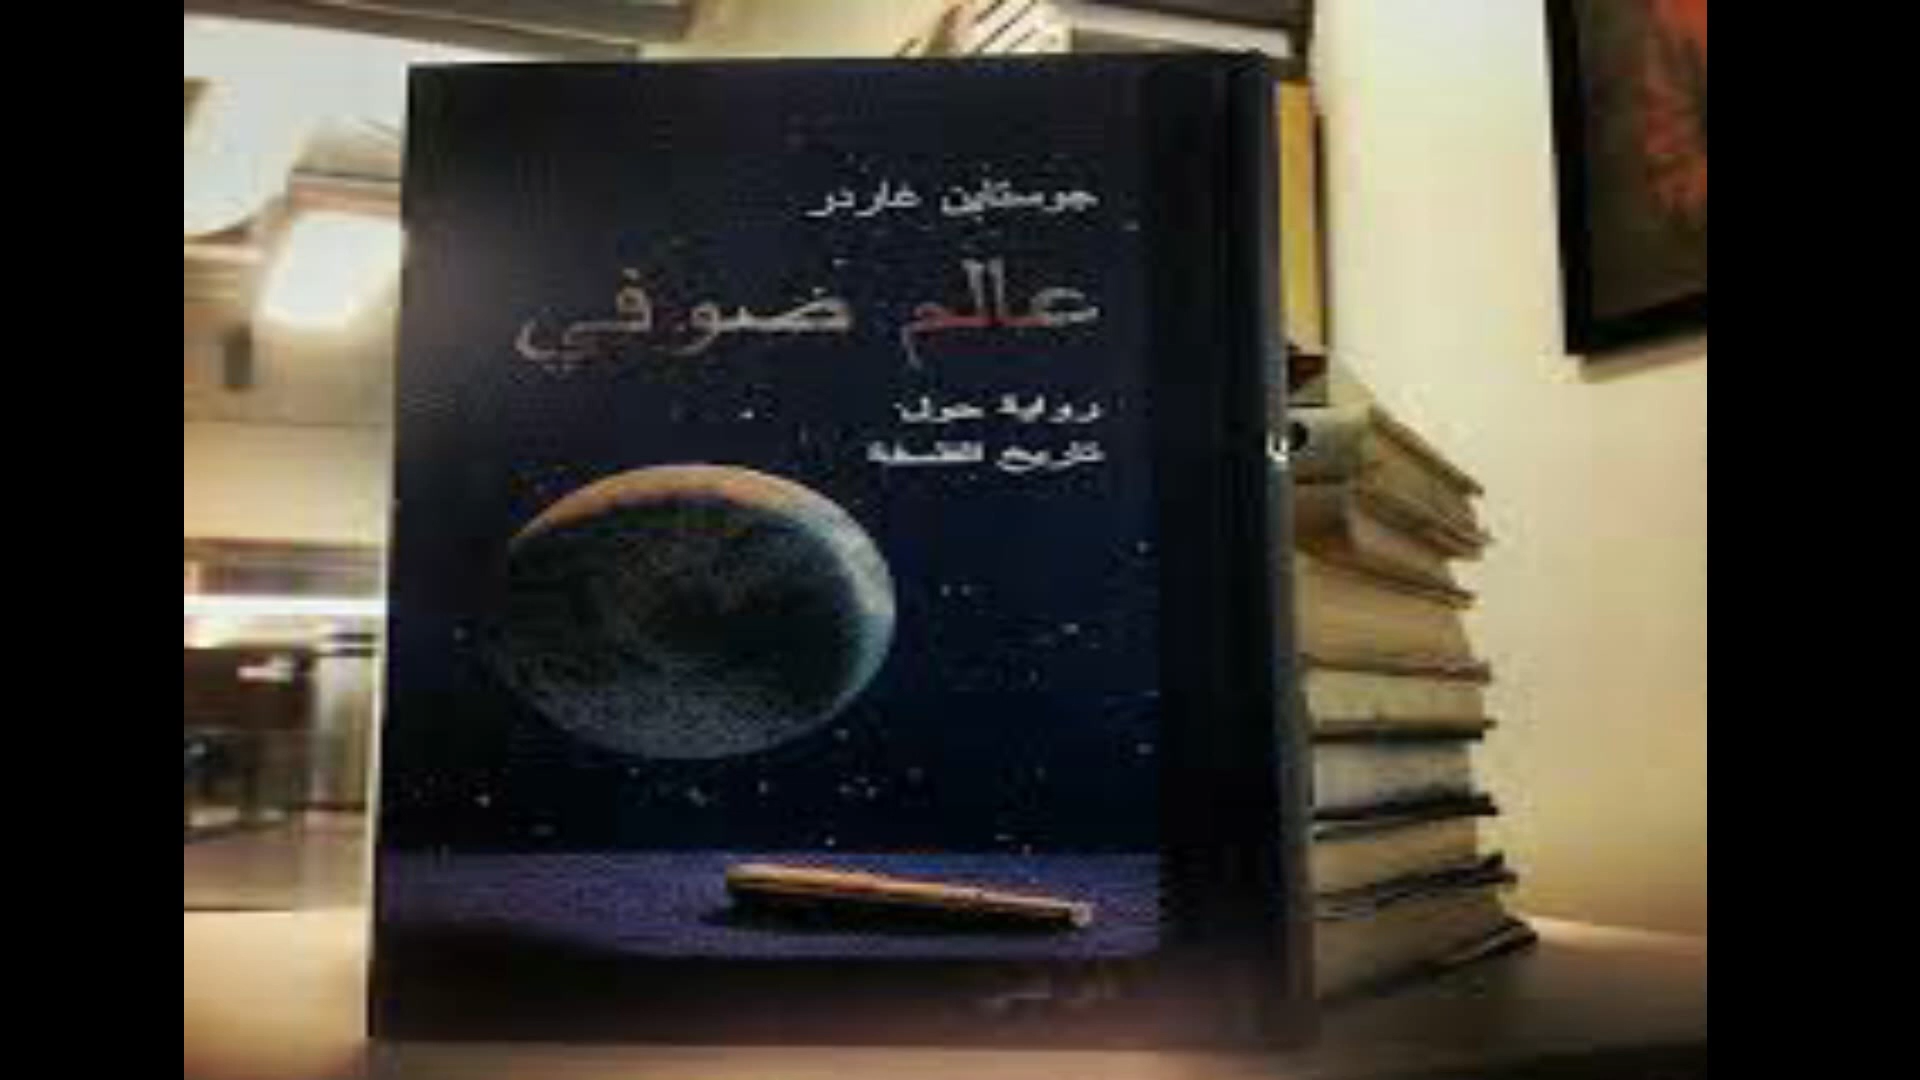 جوستاين غاردر
عالم صوفي
رواية حول
تاريخ الفلسفة